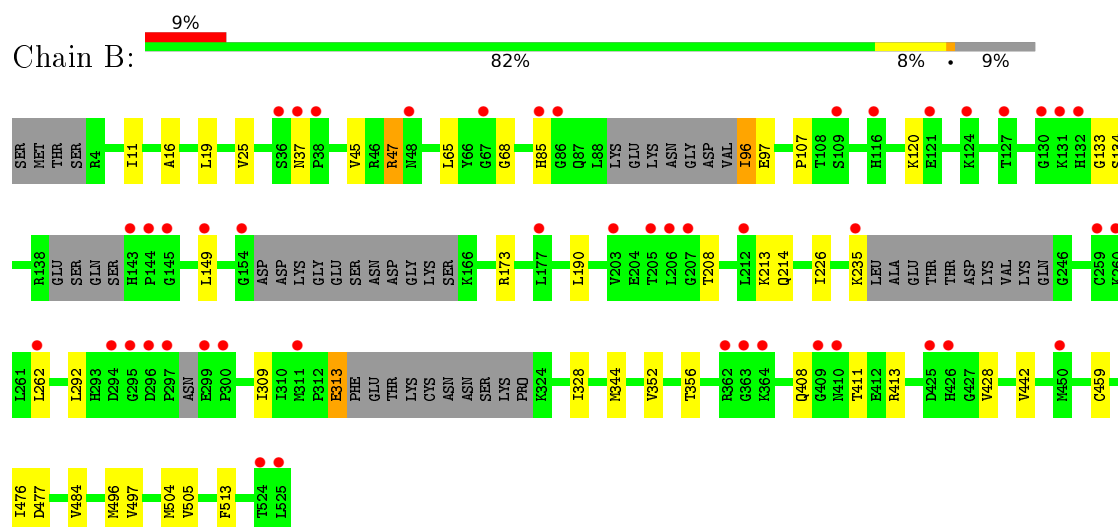 9%
Chain B:
82% 8% • 9%
SER MET THR SER R4 I11 A16 L19 V25 S36 N37 P38 V45 R46 R47 N48 L65 Y66 G67 G68 H85 G86 Q87 L88 LYS GLU LYS ASN GLY ASP VAL I96 E97 P107 T108 S109 H116 K120 E121 K124 T127 G130 K131 H132 G133 S134
R138 GLU SER GLN SER H143 P144 G145 L149 G154 ASP ASP LYS GLY GLU SER ASN ASP GLY LYS SER K166 R173 L177 L190 V203 E204 T205 L206 G207 T208 L212 K213 Q214 I226 K235 LEU ALA GLU THR THR ASP LYS VAL LYS GLN G246 C259 K260
L261 L262 L292 H293 D294 G295 D296 P297 ASN E299 P300 I309 I310 M311 P312 E313 PHE GLU THR LYS CYS ASN ASN SER LYS PRO K324 I328 M344 V352 T356 R362 G363 K364 Q408 G409 N410 T411 E412 R413 D425 H426 G427 V428 V442 M450 C459
I476 D477 V484 M496 V497 M504 V505 F513 T524 L525